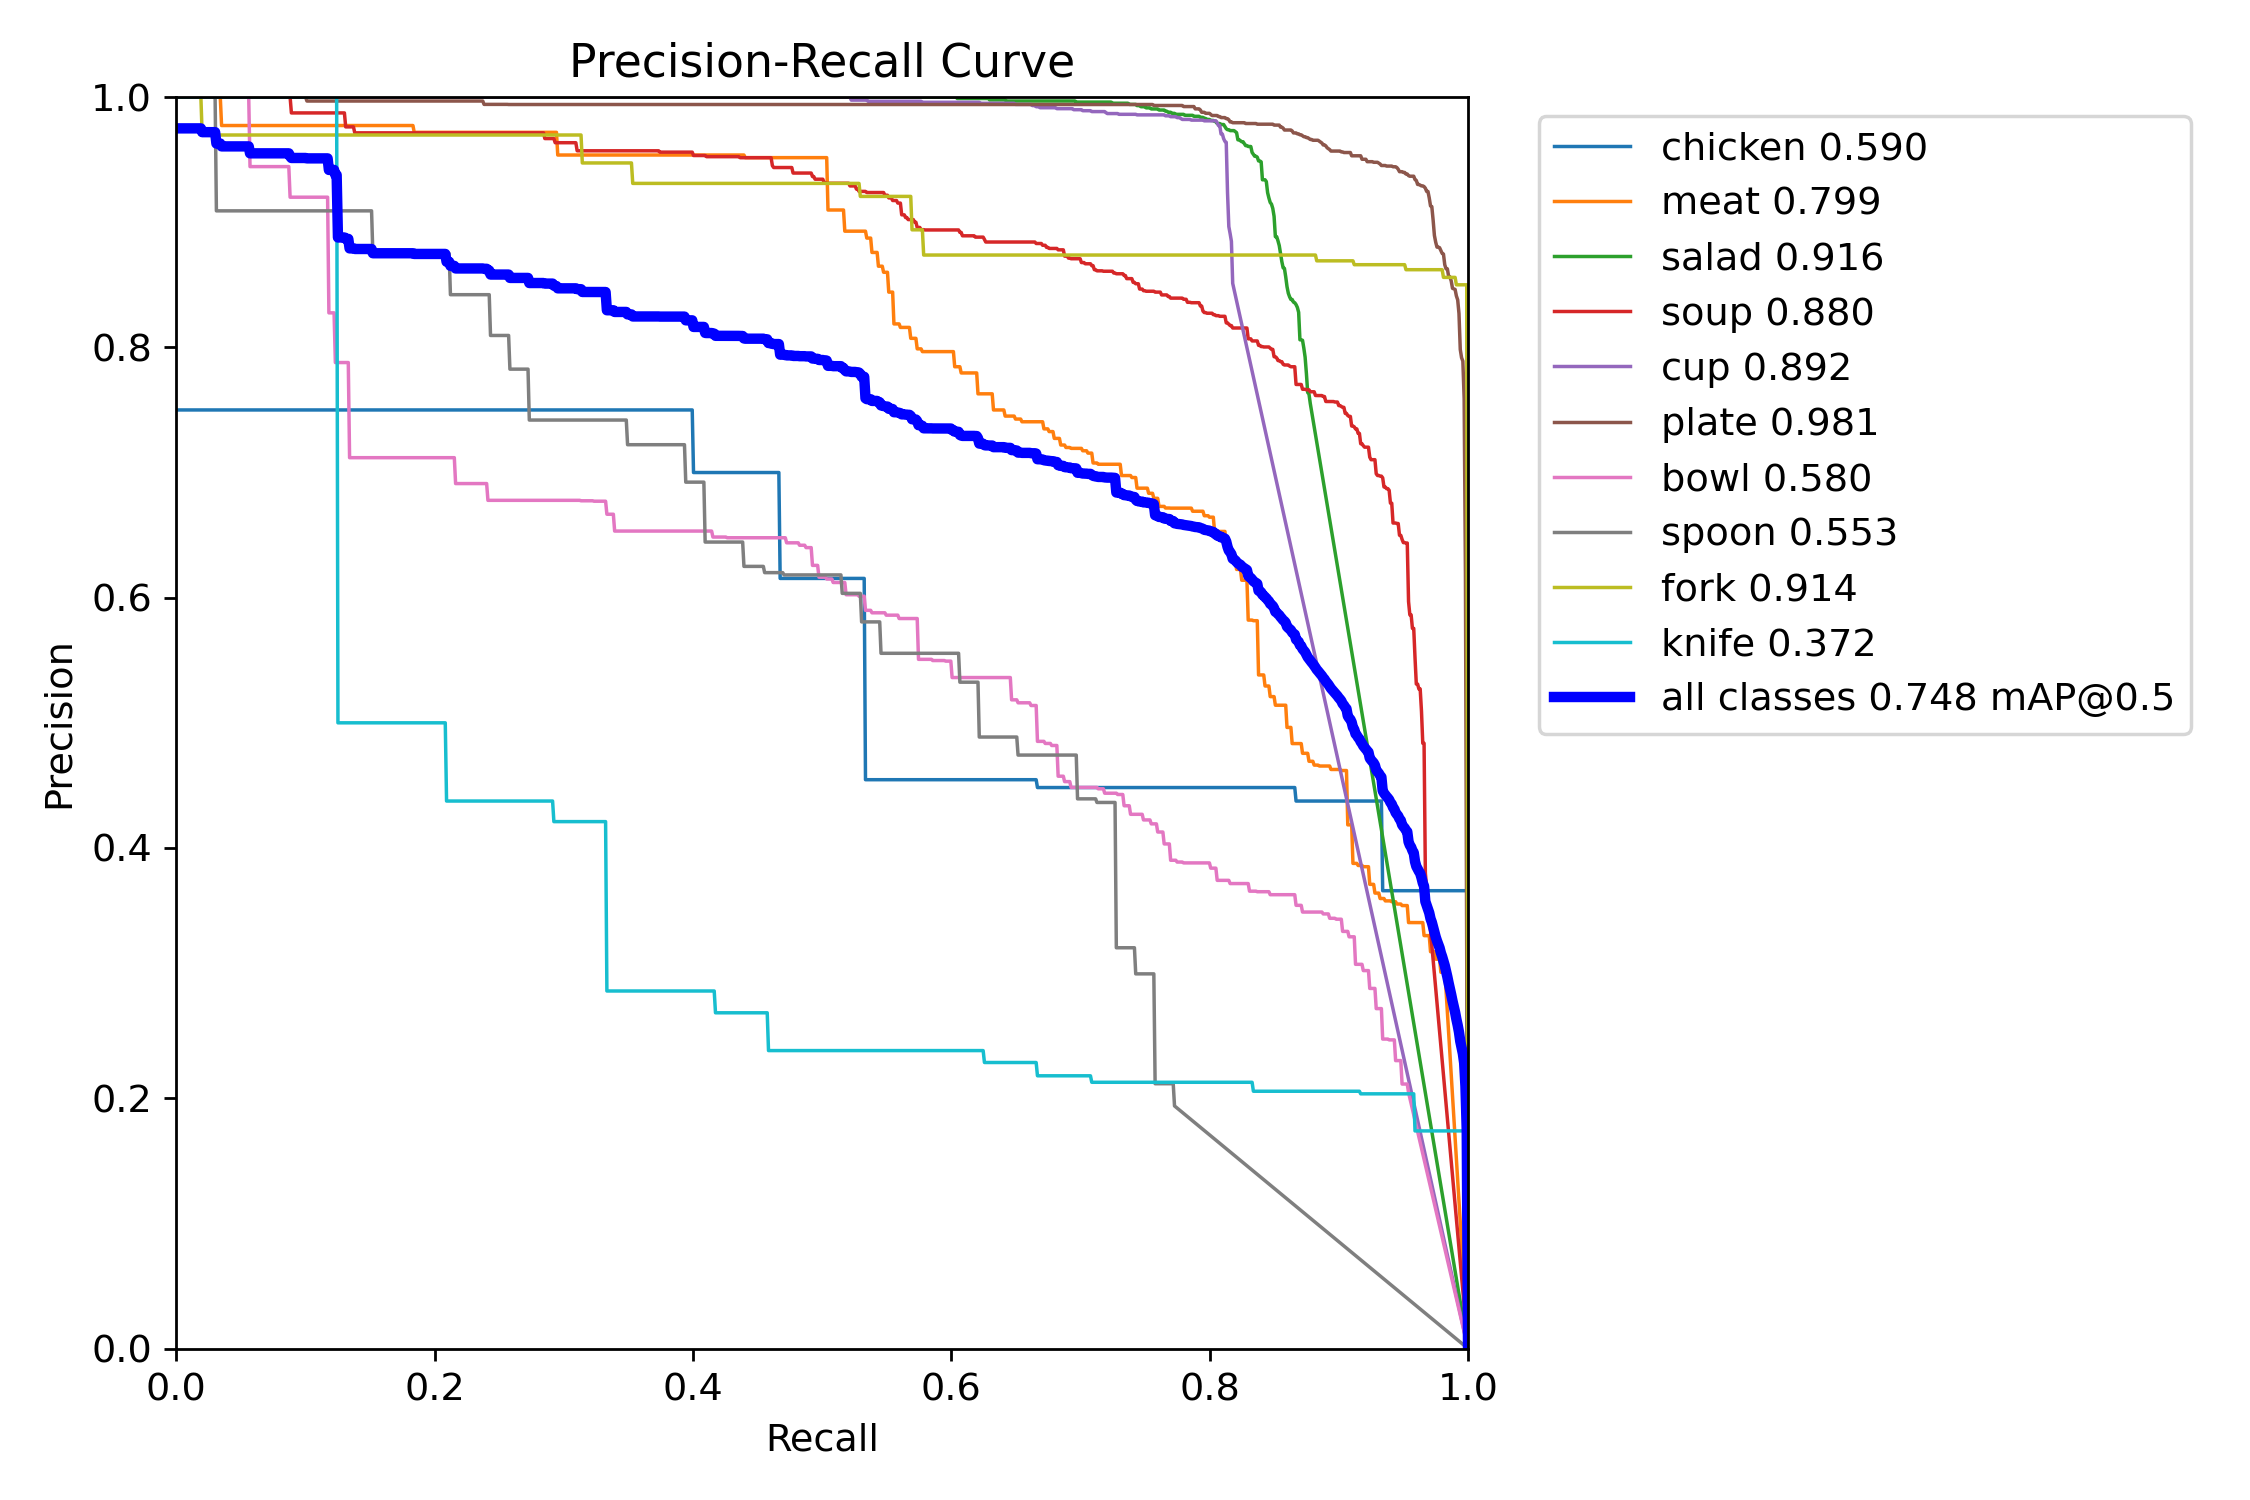 Precision-Recall Curve
1.0
0.8
0.6
0.4
0.2
0.0
Precision
0.0 0.2 0.4 0.6 0.8 1.0
Recall
chicken 0.590
meat 0.799
salad 0.916
soup 0.880
cup 0.892
plate 0.981
bowl 0.580
spoon 0.553
fork 0.914
knife 0.372
all classes 0.748 mAP@0.5